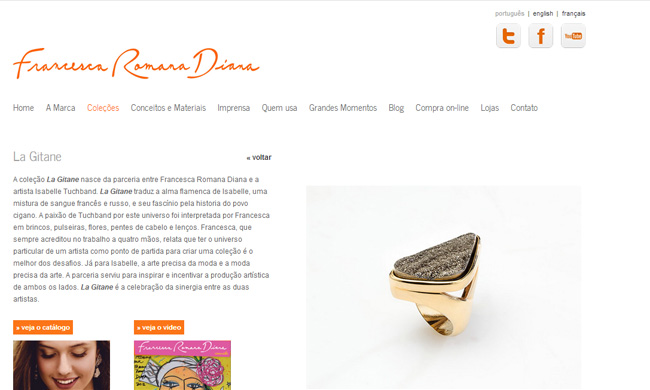 português | english | français
Francesca Romana Diana
Home A Marca Coleções Conceitos e Materiais Imprensa Quem usa Grandes Momentos Blog Compra on-line Lojas Contato
La Gitane
« voltar
A coleção La Gitane nasce da parceria entre Francesca Romana Diana e a
artista Isabelle Tuchband. La Gitane traduz a alma flamenca de Isabelle, uma
mistura de sangue francês e russo, e seu fascínio pela historia do povo
cigano. A paixão de Tuchband por este universo foi interpretada por Francesca
em brincos, pulseiras, flores, pentes de cabelo e lenços. Francesca, que
sempre acreditou no trabalho a quatro mãos, relata que ter o universo
particular de um artista como ponto de partida para criar uma coleção é o
melhor dos desafios. Já para Isabelle, a arte precisa da moda e a moda
precisa da arte. A parceria serviu para inspirar e incentivar a produção artística
de ambos os lados. La Gitane é a celebração da sinergia entre as duas
artistas.
» veja o catálogo
» veja o vídeo
Francesca Romana Diana